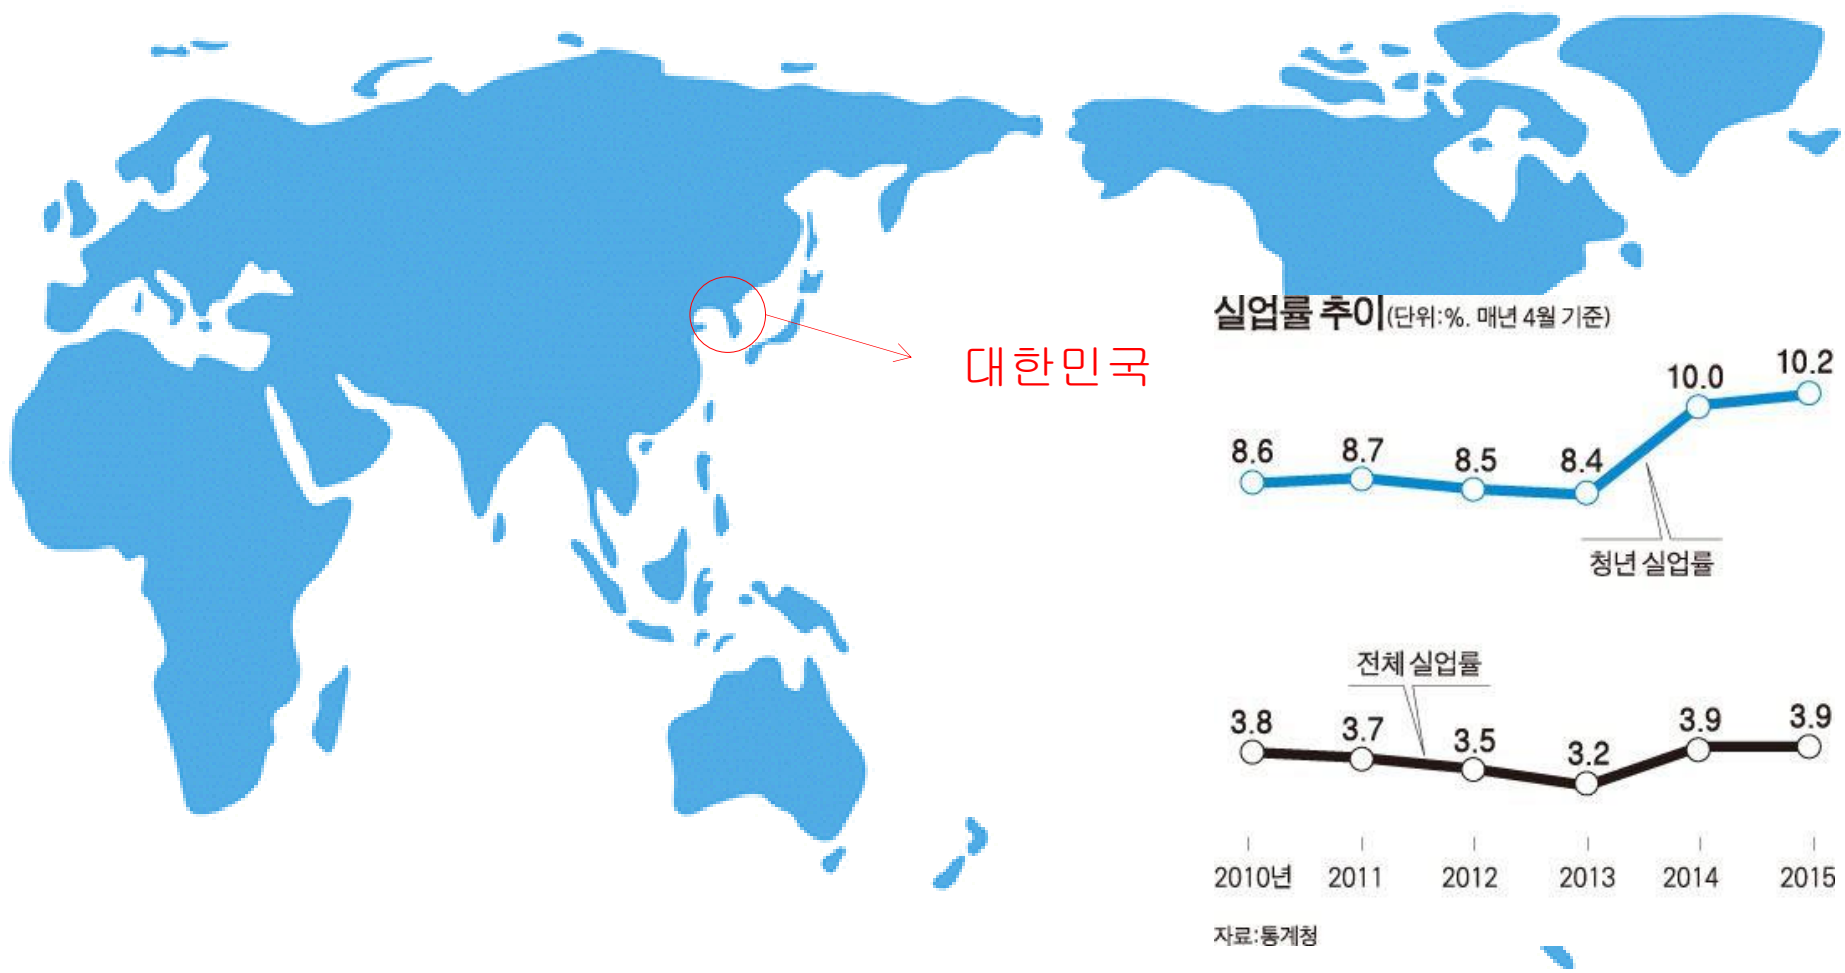 대한민국
실업률 추이(단위:%. 매년 4월 기준)
8.6 8.7 8.5 8.4 10.0 10.2
청년 실업률
전체 실업률
3.8 3.7 3.5 3.2 3.9 3.9
2010년 2011 2012 2013 2014 2015
자료:통계청